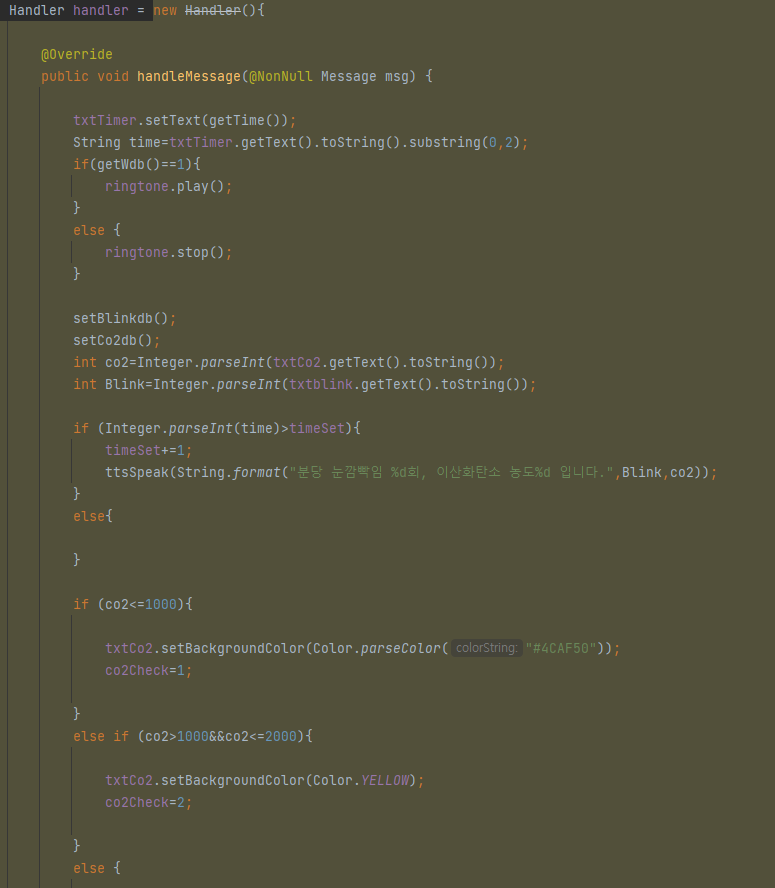 Handler handler = new Handler(){
@Override
public void handleMessage(@NonNull Message msg) {
txtTimer.setText(getTime());
String time=txtTimer.getText().toString().substring(0,2);
if(getWdb()==1){
ringtone.play();
}
else {
ringtone.stop();
}
setBlinkdb();
setCo2db();
int co2=Integer.parseInt(txtCo2.getText().toString());
int Blink=Integer.parseInt(txtblink.getText().toString());
if (Integer.parseInt(time)>timeSet){
timeSet+=1;
ttsSpeak(String.format("분당 눈깜빡임 %d회, 이산화탄소 농도%d 입니다.",Blink,co2));
}
else{
}
if (co2<=1000){
txtCo2.setBackgroundColor(Color.parseColor( colorString: "#4CAF50"));
co2Check=1;
}
else if (co2>1000&&co2<=2000){
txtCo2.setBackgroundColor(Color.YELLOW);
co2Check=2;
}
else {